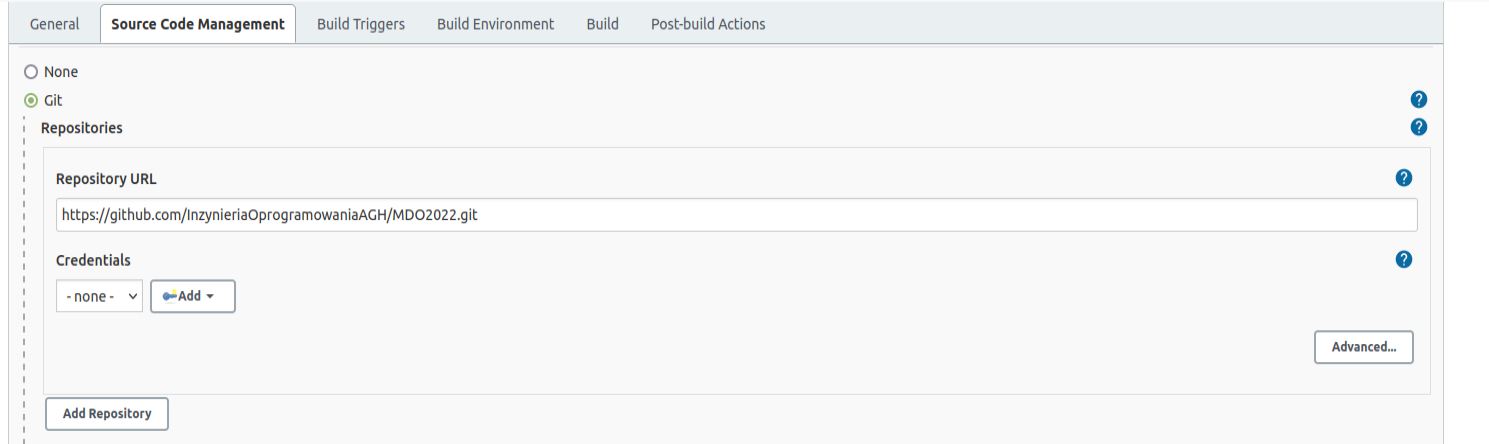 General Source Code Management Build Triggers Build Environment Build Post-build Actions
None
Git
Repositories
Repository URL
https://github.com/InzynieriaOprogramowaniaAGH/MDO2022.git
Credentials
- none - Add
Advanced...
Add Repository